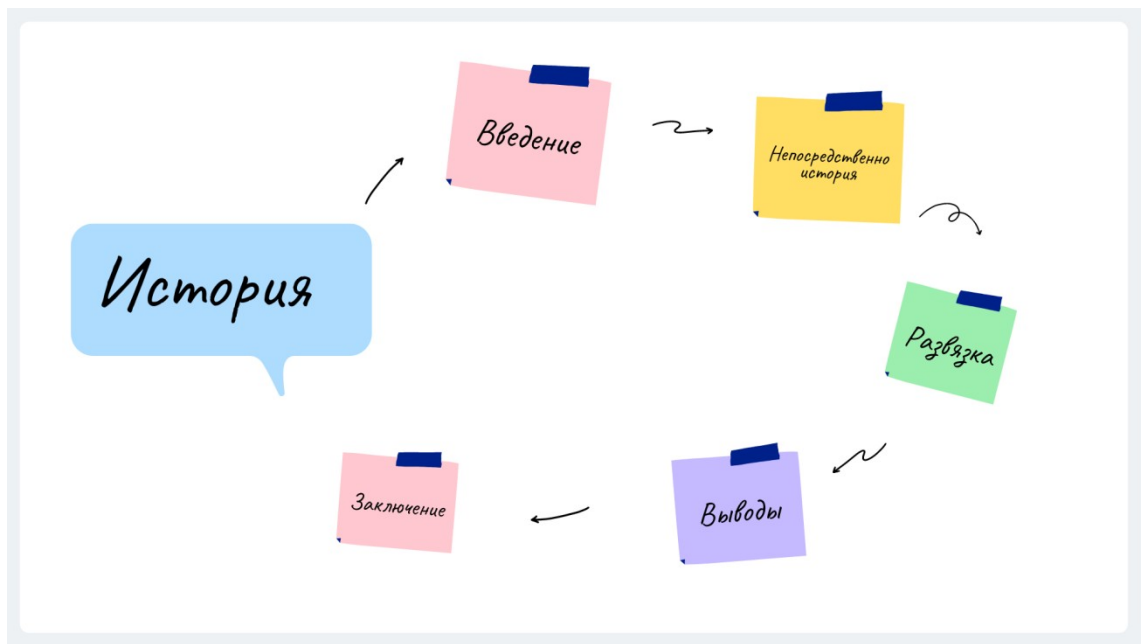 История
Введение
Непосредственно
история
Развязка
Выводы
Заключение